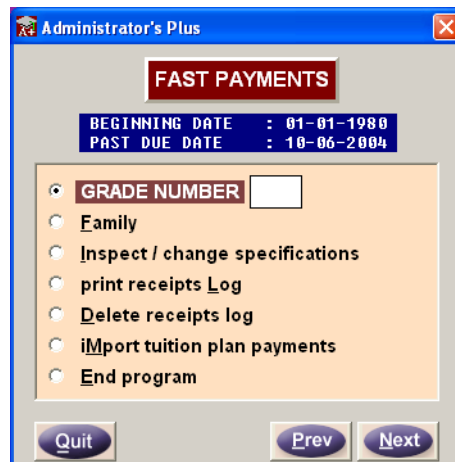 Administrator's Plus
FAST PAYMENTS
BEGINNING DATE : 01-01-1980
PAST DUE DATE : 10-06-2004
GRADE NUMBER
Family
Inspect / change specifications
print receipts Log
Delete receipts log
iMport tuition plan payments
End program
Quit Prev Next